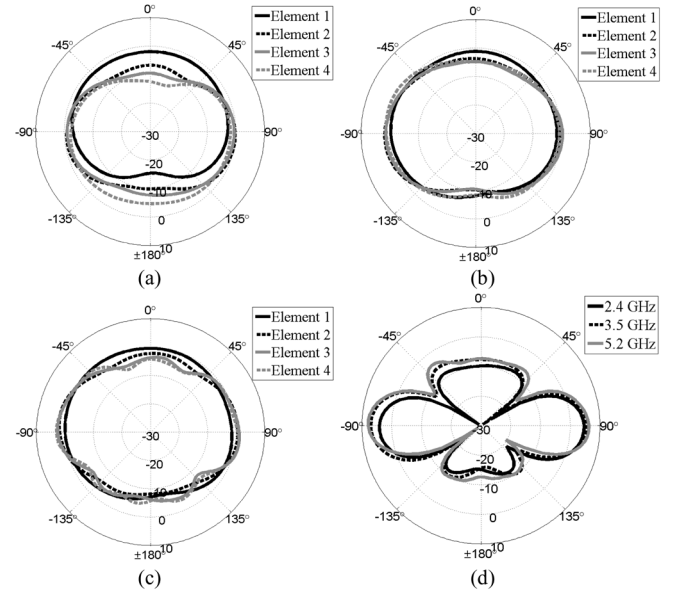 0°
-45°
45°
-90°
90°
-30
-20
-10
0
10
-135°
135°
±180°
Element 1
Element 2
Element 3
Element 4
(a)
0°
-45°
45°
-90°
90°
-30
-20
-10
0
10
-135°
135°
±180°
Element 1
Element 2
Element 3
Element 4
(b)
0°
-45°
45°
-90°
90°
-30
-20
-10
0
10
-135°
135°
±180°
Element 1
Element 2
Element 3
Element 4
(c)
0°
-45°
45°
-90°
90°
-30
-20
-10
0
10
-135°
135°
±180°
2.4 GHz
3.5 GHz
5.2 GHz
(d)